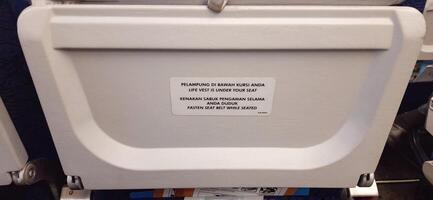 PELAMPUNG DI BAWAH KURSI ANDA
LIFE VEST IS UNDER YOUR SEAT
KENAKAN SABUK PENGAMAN SELAMA
ANDA DUDUK
FASTEN SEAT BELT WHILE SEATED